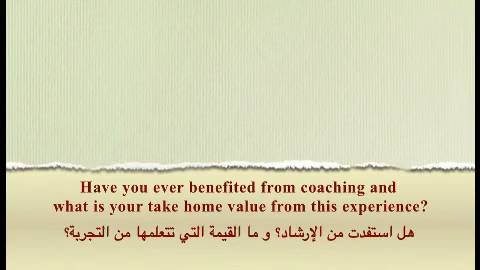 Have you ever benefited from coaching and
what is your take home value from this experience?
هل استفدت من الإرشاد؟ و ما القيمة التي تتعلمها من التجربة؟